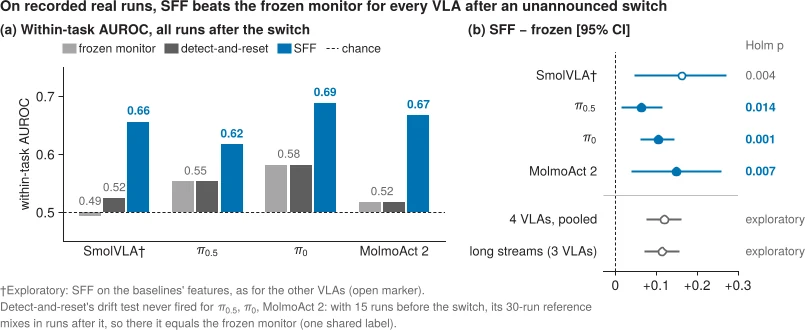 On recorded real runs, SFF beats the frozen monitor for every VLA after an unannounced switch
(a) Within-task AUROC, all runs after the switch
frozen monitor detect-and-reset SFF chance
within-task AUROC
0.7
0.6
0.5
0.49
0.52
0.66
0.55
0.62
0.58
0.69
0.52
0.67
SmolVLA†
π0.5
π0
MolmoAct 2
(b) SFF − frozen [95% CI]
Holm p
SmolVLA† 0.004
π0.5 0.014
π0 0.001
MolmoAct 2 0.007
4 VLAs, pooled exploratory
long streams (3 VLAs) exploratory
0 +0.1 +0.2 +0.3
†Exploratory: SFF on the baselines' features, as for the other VLAs (open marker).
Detect-and-reset's drift test never fired for π0.5, π0, MolmoAct 2: with 15 runs before the switch, its 30-run reference
mixes in runs after it, so there it equals the frozen monitor (one shared label).